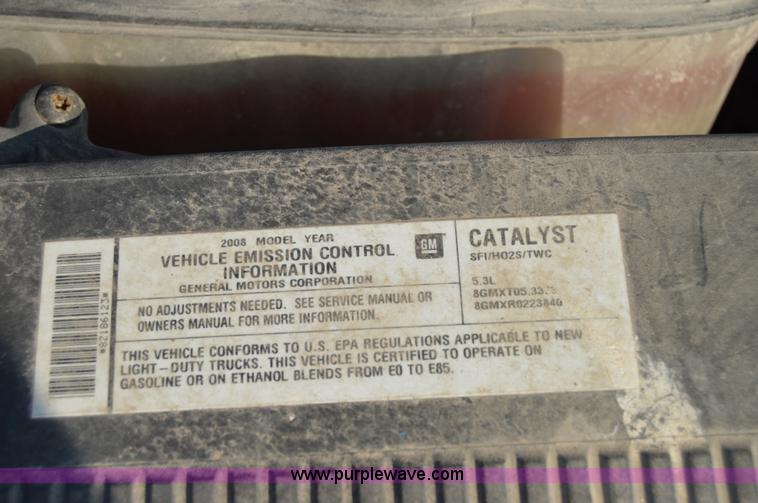 2008 MODEL YEAR
VEHICLE EMISSION CONTROL
INFORMATION
GENERAL MOTORS CORPORATION
GM
NO ADJUSTMENTS NEEDED. SEE SERVICE MANUAL OR
OWNERS MANUAL FOR MORE INFORMATION.
CATALYST
SFI/HO2S/TWC
5.3L
8GMXR0223840
THIS VEHICLE CONFORMS TO U.S. EPA REGULATIONS APPLICABLE TO NEW
LIGHT-DUTY TRUCKS. THIS VEHICLE IS CERTIFIED TO OPERATE ON
GASOLINE OR ON ETHANOL BLENDS FROM E0 TO E85.
*82186123*
www.purplewave.com